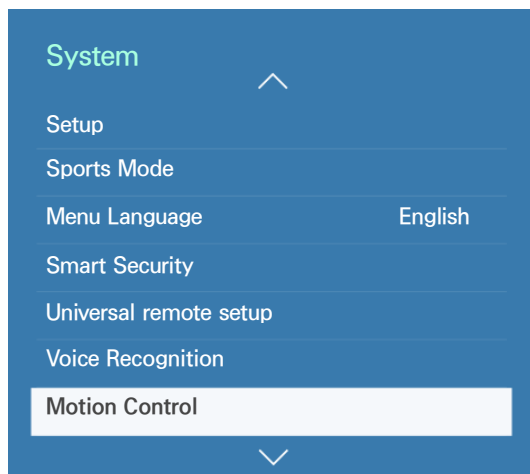 System
Setup
Sports Mode
Menu Language English
Smart Security
Universal remote setup
Voice Recognition
Motion Control